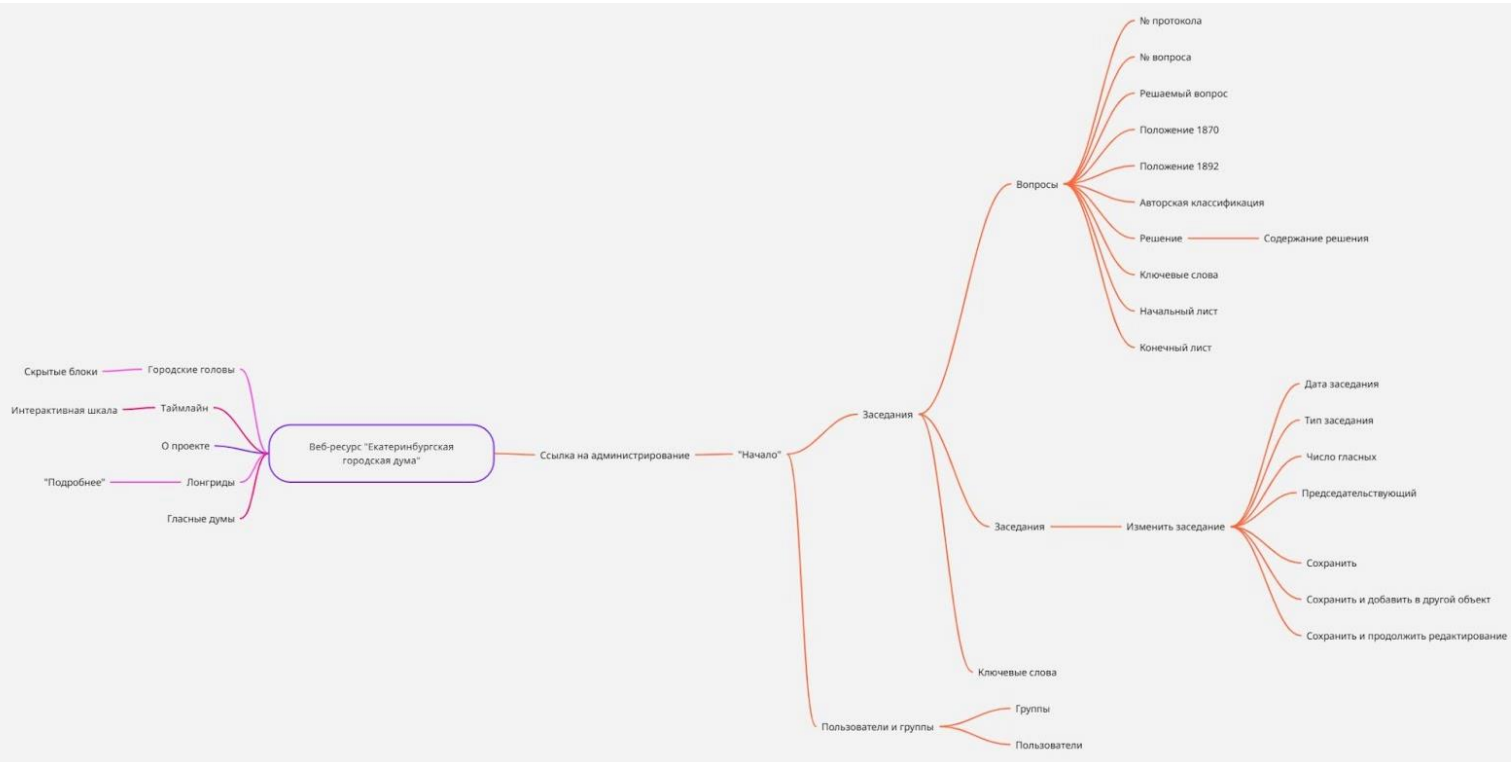 № протокола
№ вопроса
Решаемый вопрос
Положение 1870
Положение 1892
Вопросы
Авторская классификация
Решение
Содержание решения
Ключевые слова
Начальный лист
Конечный лист
Скрытые блоки
Городские головы
Интерактивная шкала
Таймлайн
О проекте
"Подробнее"
Лонгриды
Гласные думы
Веб-ресурс "Екатеринбургская
городская дума"
Ссылка на администрирование
"Начало"
Заседания
Заседания
Изменить заседание
Дата заседания
Тип заседания
Число гласных
Председательствующий
Сохранить
Сохранить и добавить в другой объект
Сохранить и продолжить редактирование
Ключевые слова
Пользователи и группы
Группы
Пользователи